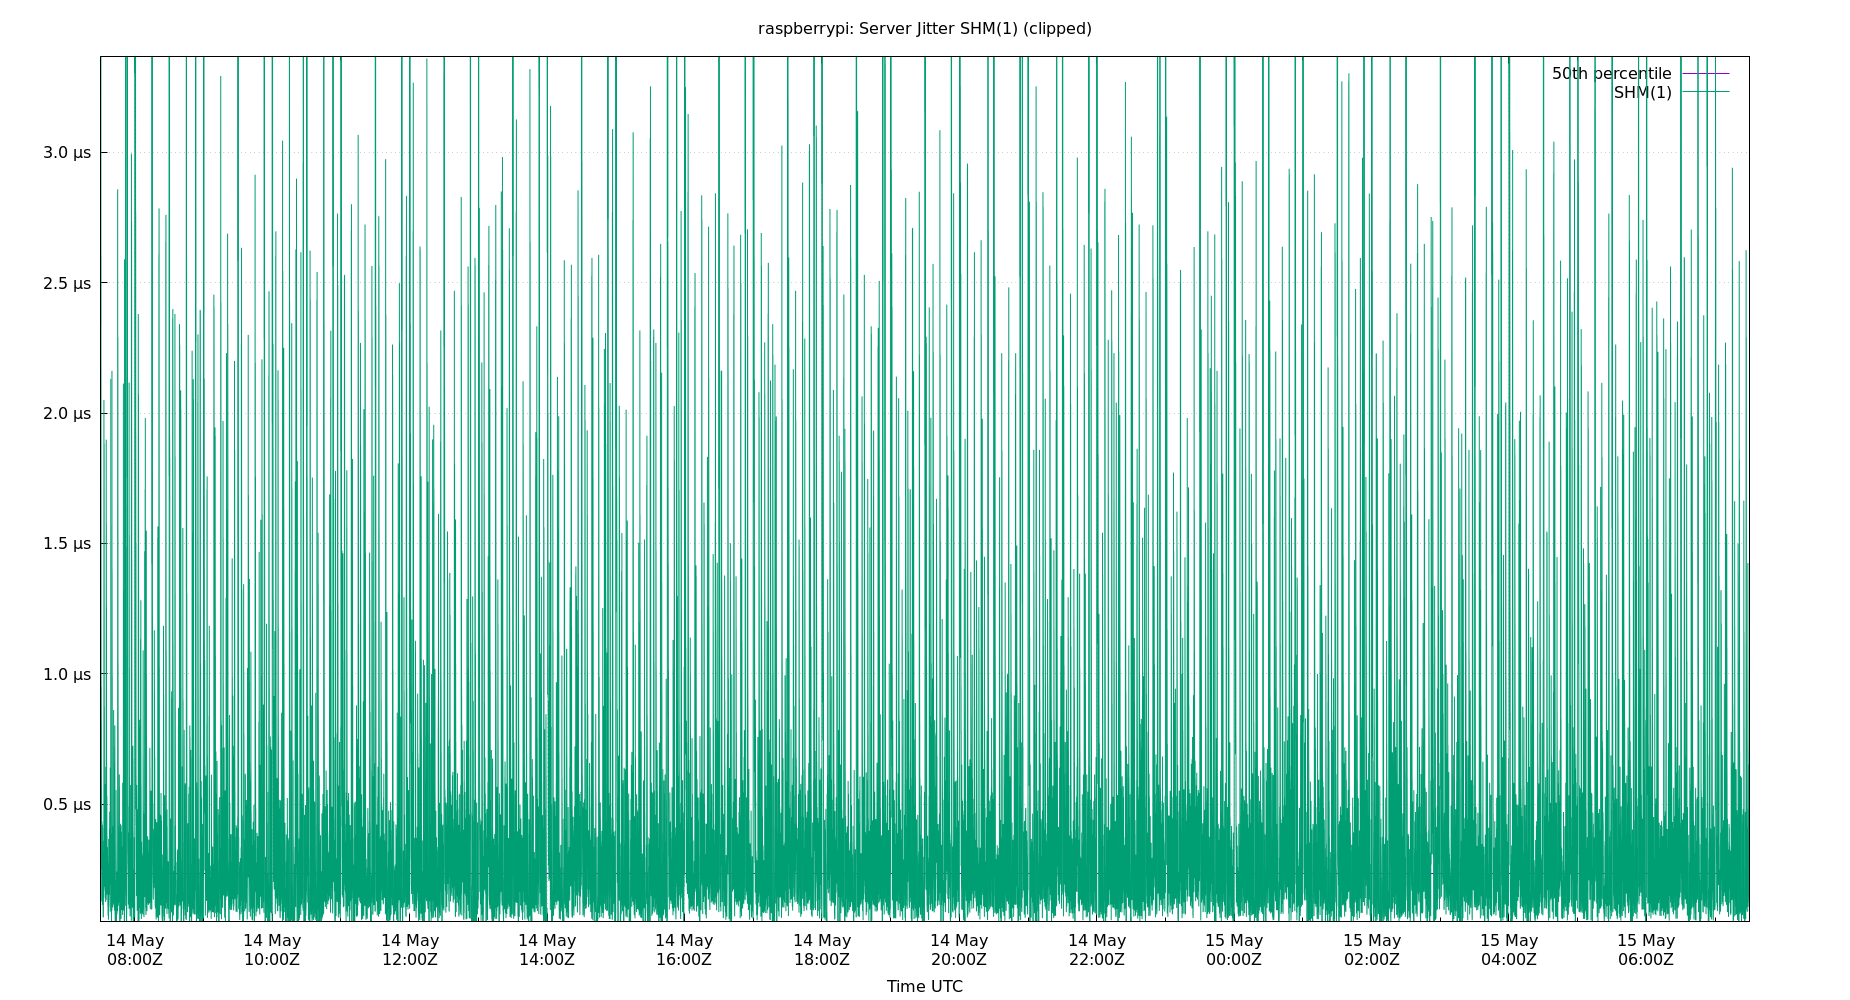 raspberrypi: Server Jitter SHM(1) (clipped)
50th percentile
SHM(1)
3.0 µs
2.5 µs
2.0 µs
1.5 µs
1.0 µs
0.5 µs
14 May 14 May 14 May 14 May 14 May 14 May 14 May 14 May 15 May 15 May 15 May 15 May
08:00Z 10:00Z 12:00Z 14:00Z 16:00Z 18:00Z 20:00Z 22:00Z 00:00Z 02:00Z 04:00Z 06:00Z
Time UTC